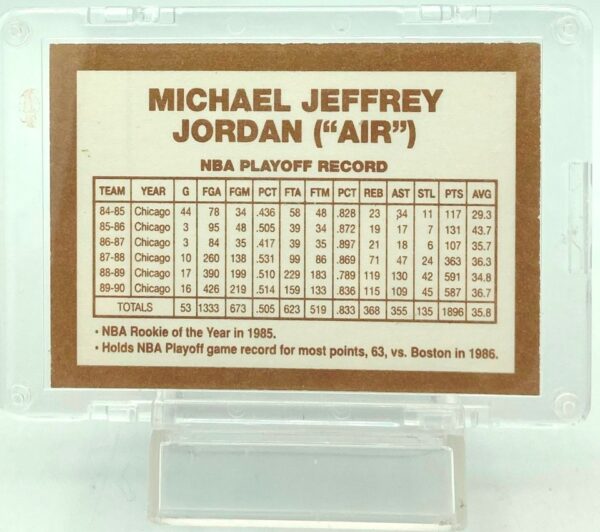 MICHAEL JEFFREY
JORDAN ("AIR")
NBA PLAYOFF RECORD
TEAM YEAR G FGA FGM PCT FTA FTM PCT REB AST STL PTS AVG
84-85 Chicago 44 78 34 .436 58 48 .828 23 34 11 117 29.3
85-86 Chicago 3 95 48 .505 39 34 .872 19 17 7 131 43.7
86-87 Chicago 3 84 35 .417 39 35 .897 21 18 6 107 35.7
87-88 Chicago 10 260 138 .531 99 86 .869 71 47 24 363 36.3
88-89 Chicago 17 390 199 .510 229 183 .789 119 130 42 591 34.8
89-90 Chicago 16 426 219 .514 159 133 .836 115 109 45 587 36.7
TOTALS 53 1333 673 .505 623 519 .833 368 355 135 1896 35.8
• NBA Rookie of the Year in 1985.
• Holds NBA Playoff game record for most points, 63, vs. Boston in 1986.